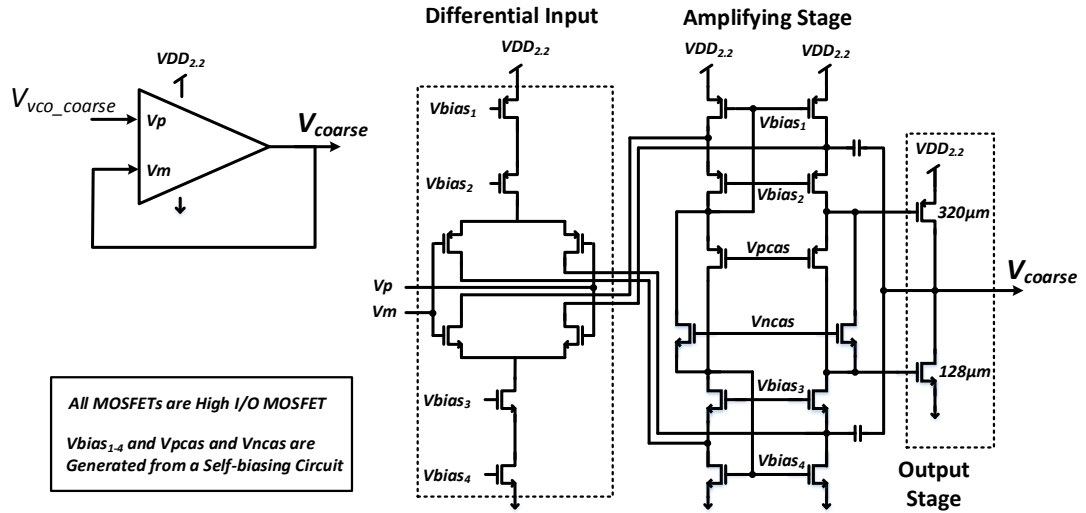 Differential Input
Amplifying Stage
VDD2.2
VDD2.2
VDD2.2
VDD2.2
Vvco_coarse
Vp
Vm
Vcoarse
Vbias1
Vbias2
Vp
Vm
Vbias3
Vbias4
Vbias1
Vbias2
Vpcas
Vncas
Vbias3
Vbias4
VDD2.2
320μm
Vcoarse
128μm
Output
Stage
All MOSFETs are High I/O MOSFET
Vbias1-4 and Vpcas and Vncas are
Generated from a Self-biasing Circuit